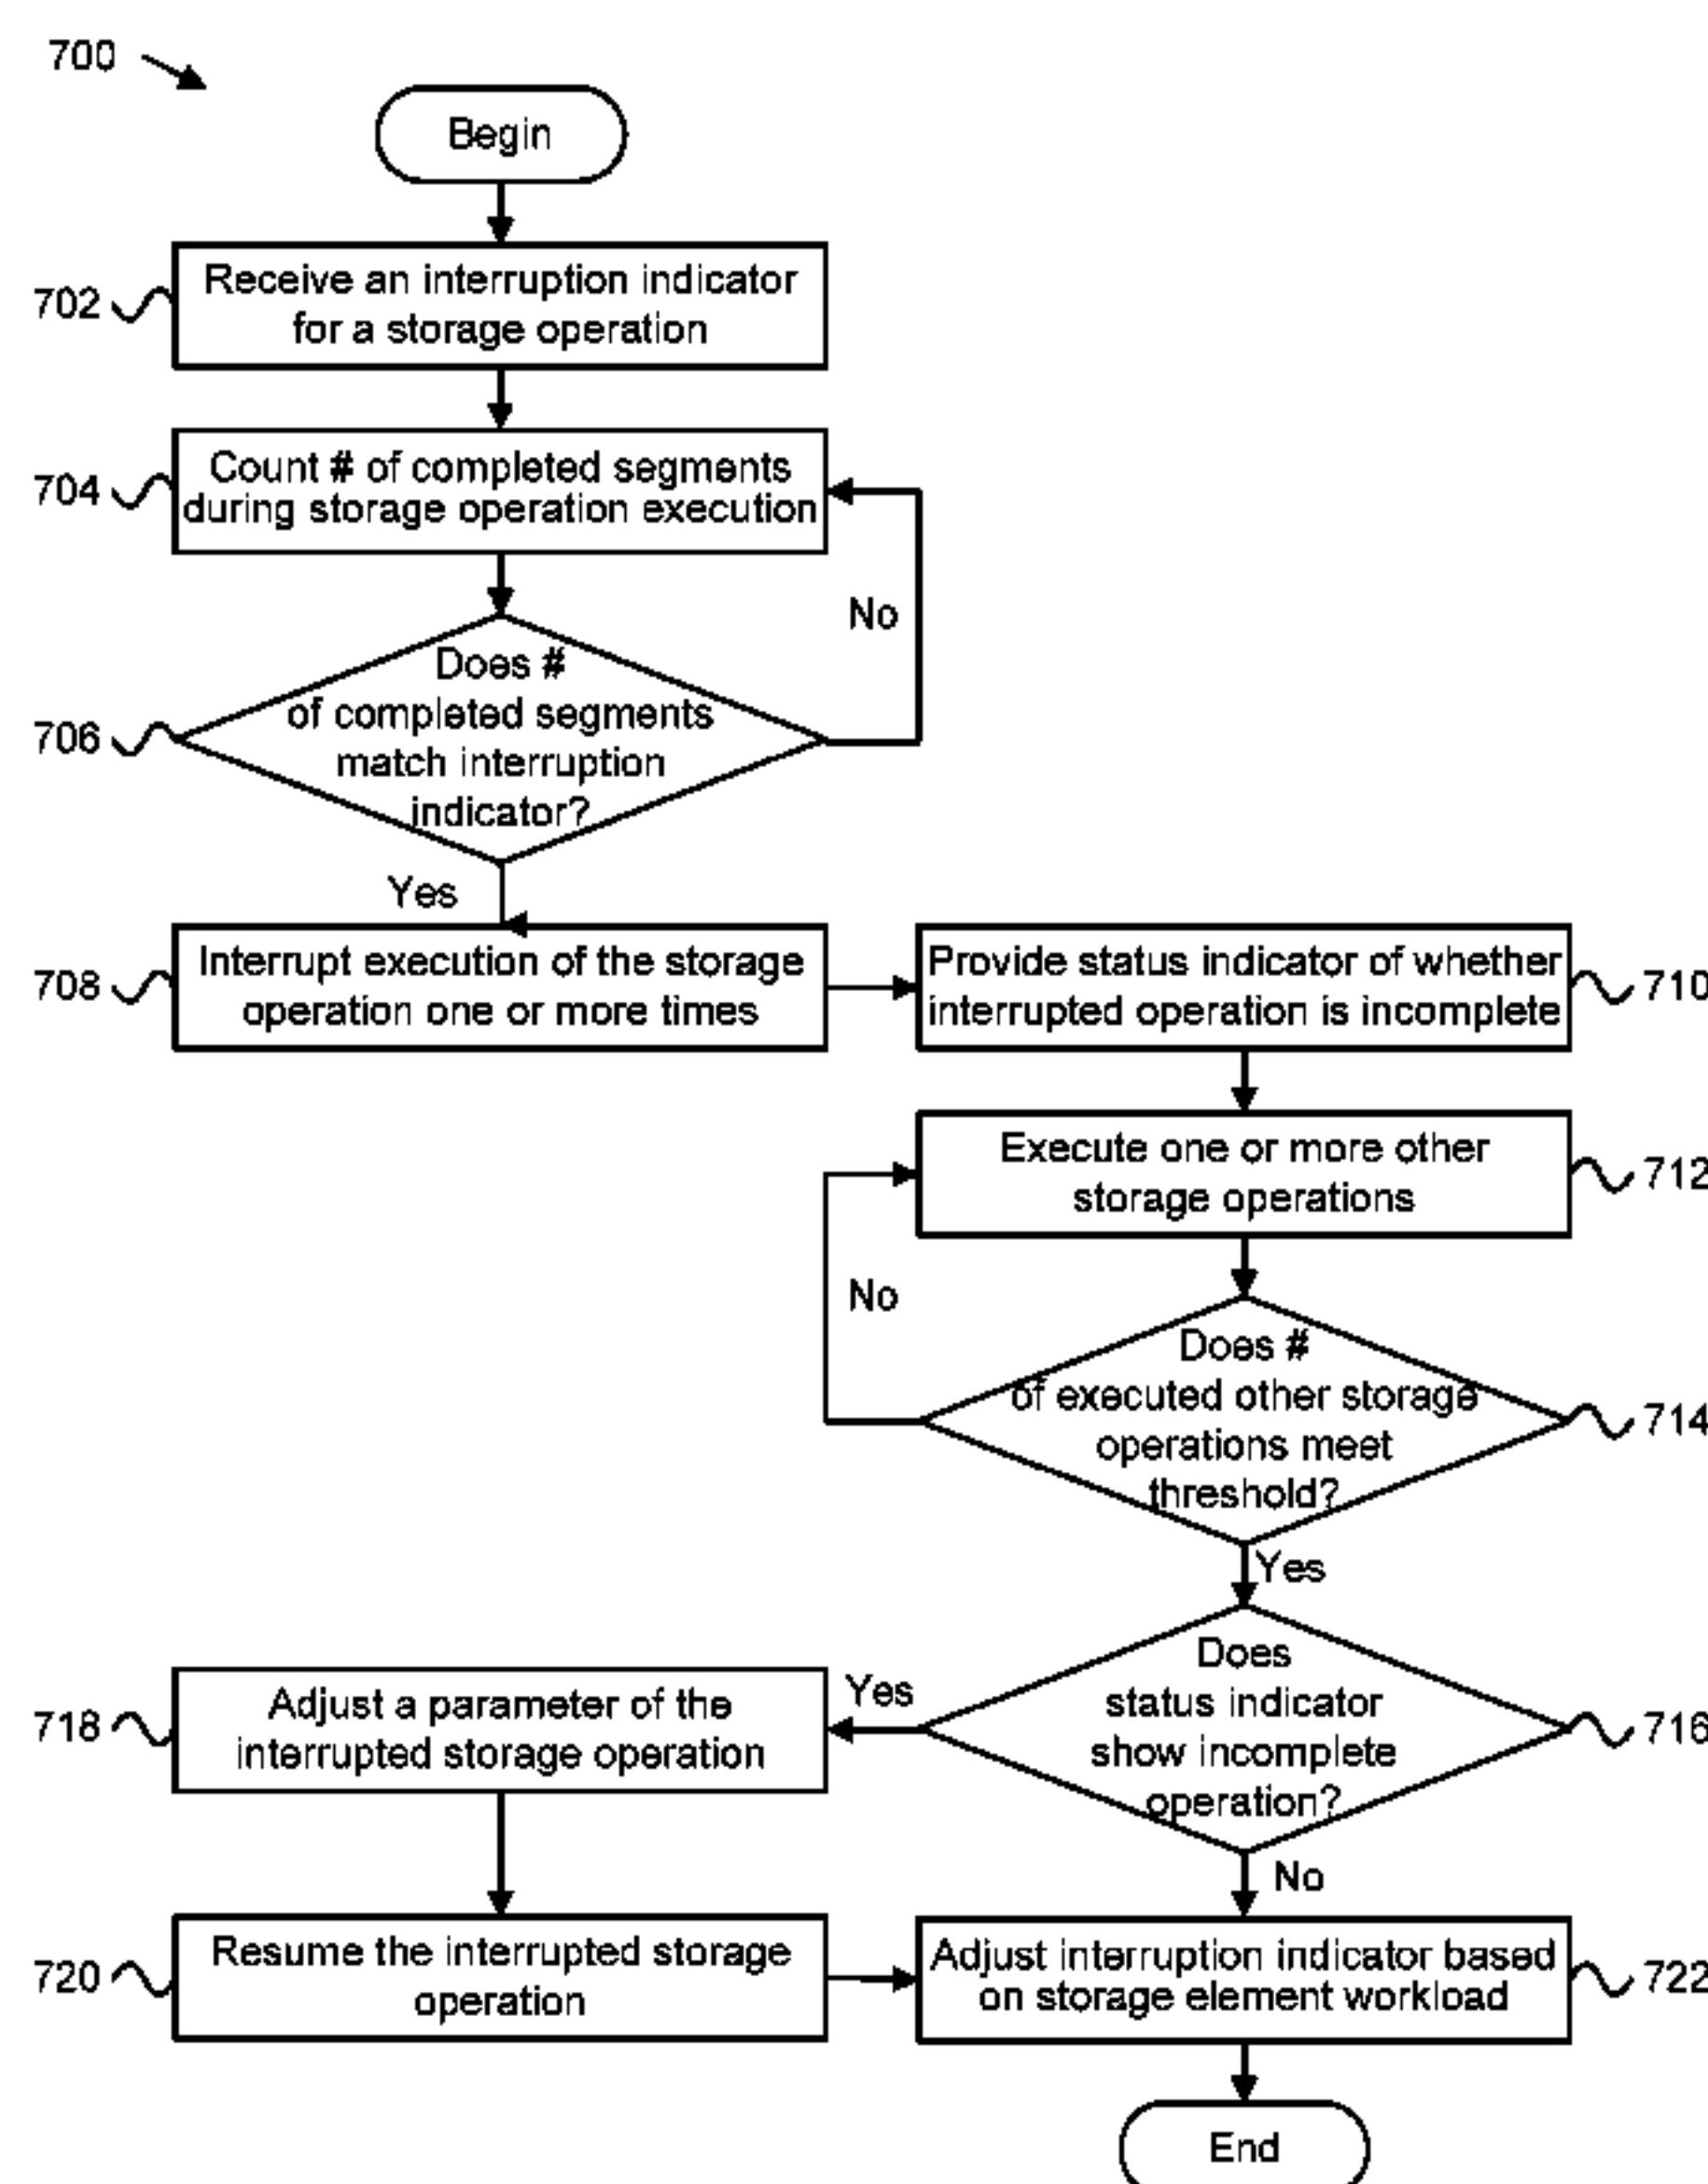 700
Begin
702
Receive an interruption indicator
for a storage operation
704
Count # of completed segments
during storage operation execution
No
706
Does #
of completed segments
match interruption
indicator?
Yes
708
Interrupt execution of the storage
operation one or more times
Provide status indicator of whether
interrupted operation is incomplete
710
Execute one or more other
storage operations
712
No
Does #
of executed other storage
operations meet
threshold?
714
Yes
Does
status indicator
show incomplete
operation?
716
Yes
718
Adjust a parameter of the
interrupted storage operation
No
720
Resume the interrupted storage
operation
Adjust interruption indicator based
on storage element workload
722
End